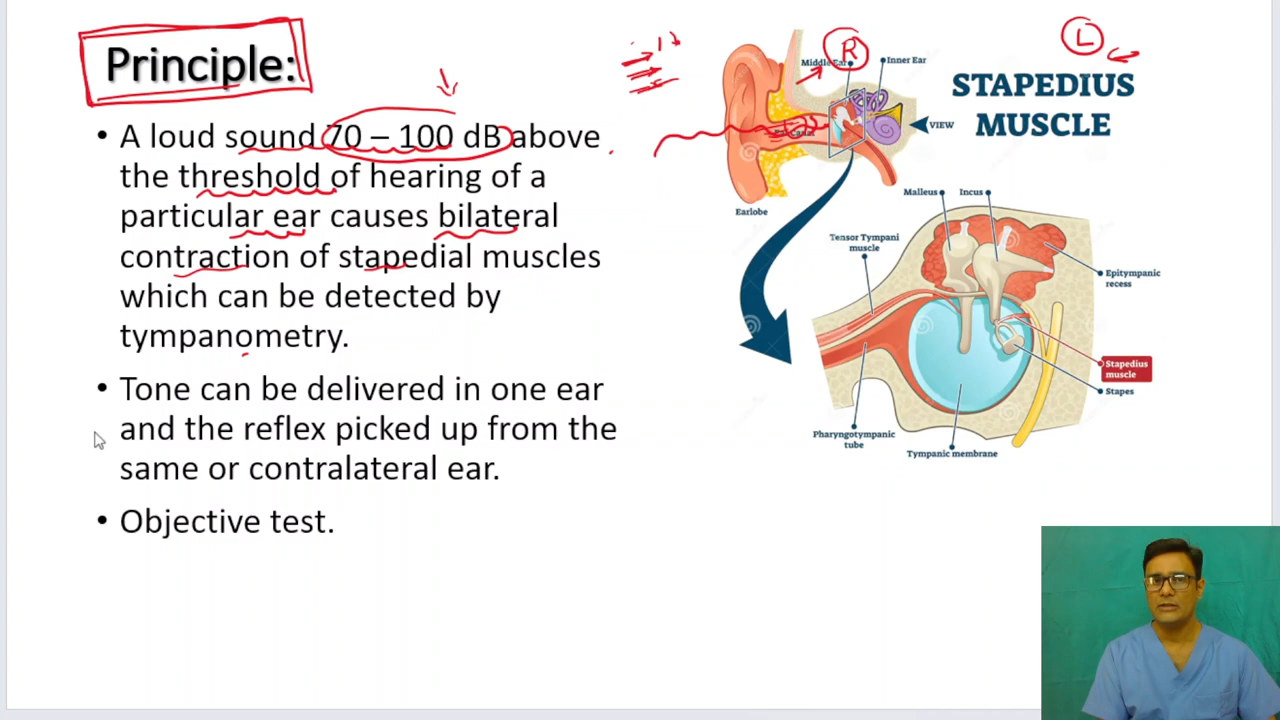 Principle:
• A loud sound 70 – 100 dB above
the threshold of hearing of a
particular ear causes bilateral
contraction of stapedial muscles
which can be detected by
tympanometry.
• Tone can be delivered in one ear
and the reflex picked up from the
same or contralateral ear.
• Objective test.
R
L
Middle Ear
Inner Ear
STAPEDIUS
MUSCLE
VIEW
Ear Canal
Earlobe
Malleus
Incus
Tensor Tympani
muscle
Epitympanic
recess
Stapedius
muscle
Stapes
Pharyngotympanic
tube
Tympanic membrane